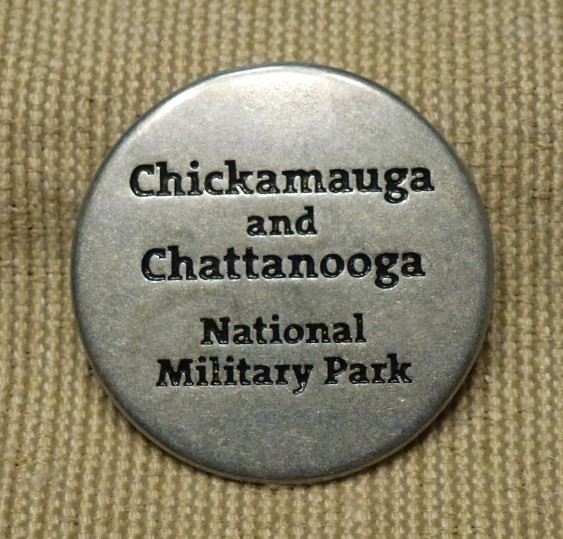 Chickamauga
and
Chattanooga
National
Military Park